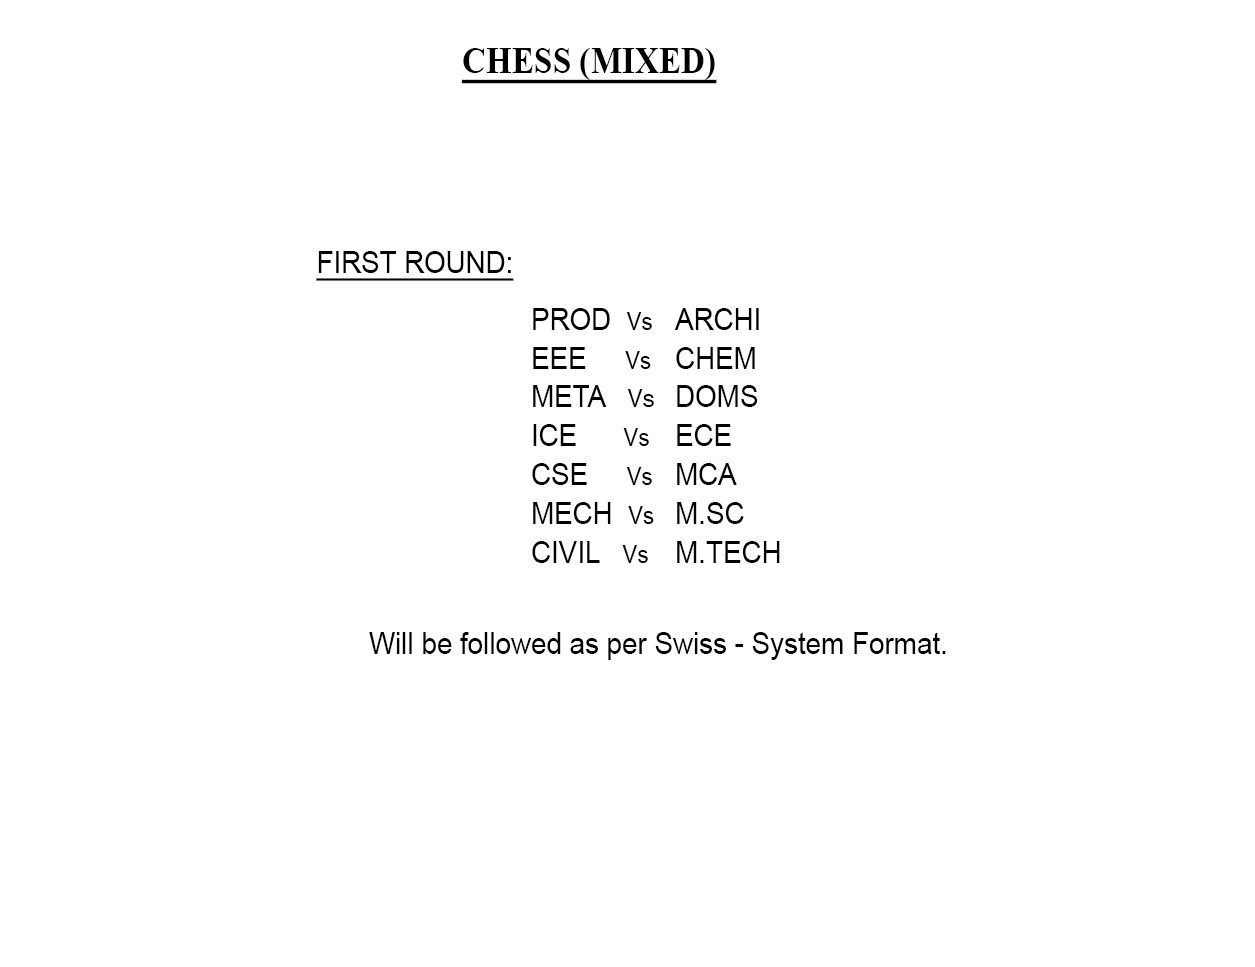 CHESS (MIXED)
FIRST ROUND:
PROD Vs ARCHI
EEE Vs CHEM
META Vs DOMS
ICE Vs ECE
CSE Vs MCA
MECH Vs M.SC
CIVIL Vs M.TECH
Will be followed as per Swiss - System Format.